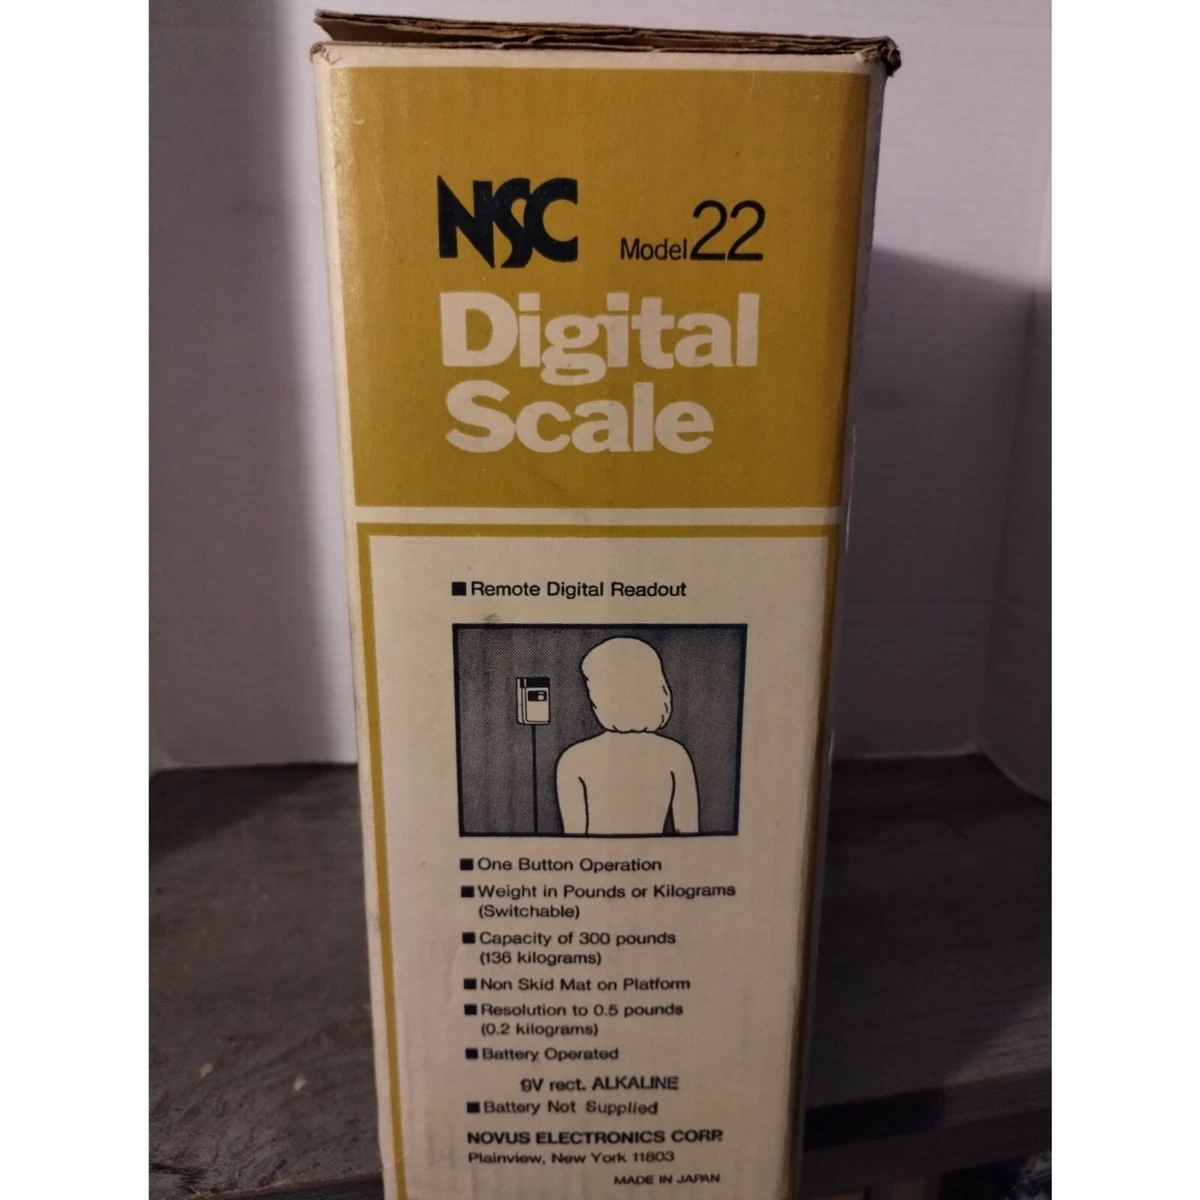 NSC Model 22
Digital
Scale
Remote Digital Readout
One Button Operation
Weight in Pounds or Kilograms
(Switchable)
Capacity of 300 pounds
(136 kilograms)
Non Skid Mat on Platform
Resolution to 0.5 pounds
(0.2 kilograms)
Battery Operated
9V rect. ALKALINE
Battery Not Supplied
NOVUS ELECTRONICS CORP.
Plainview, New York 11803
MADE IN JAPAN